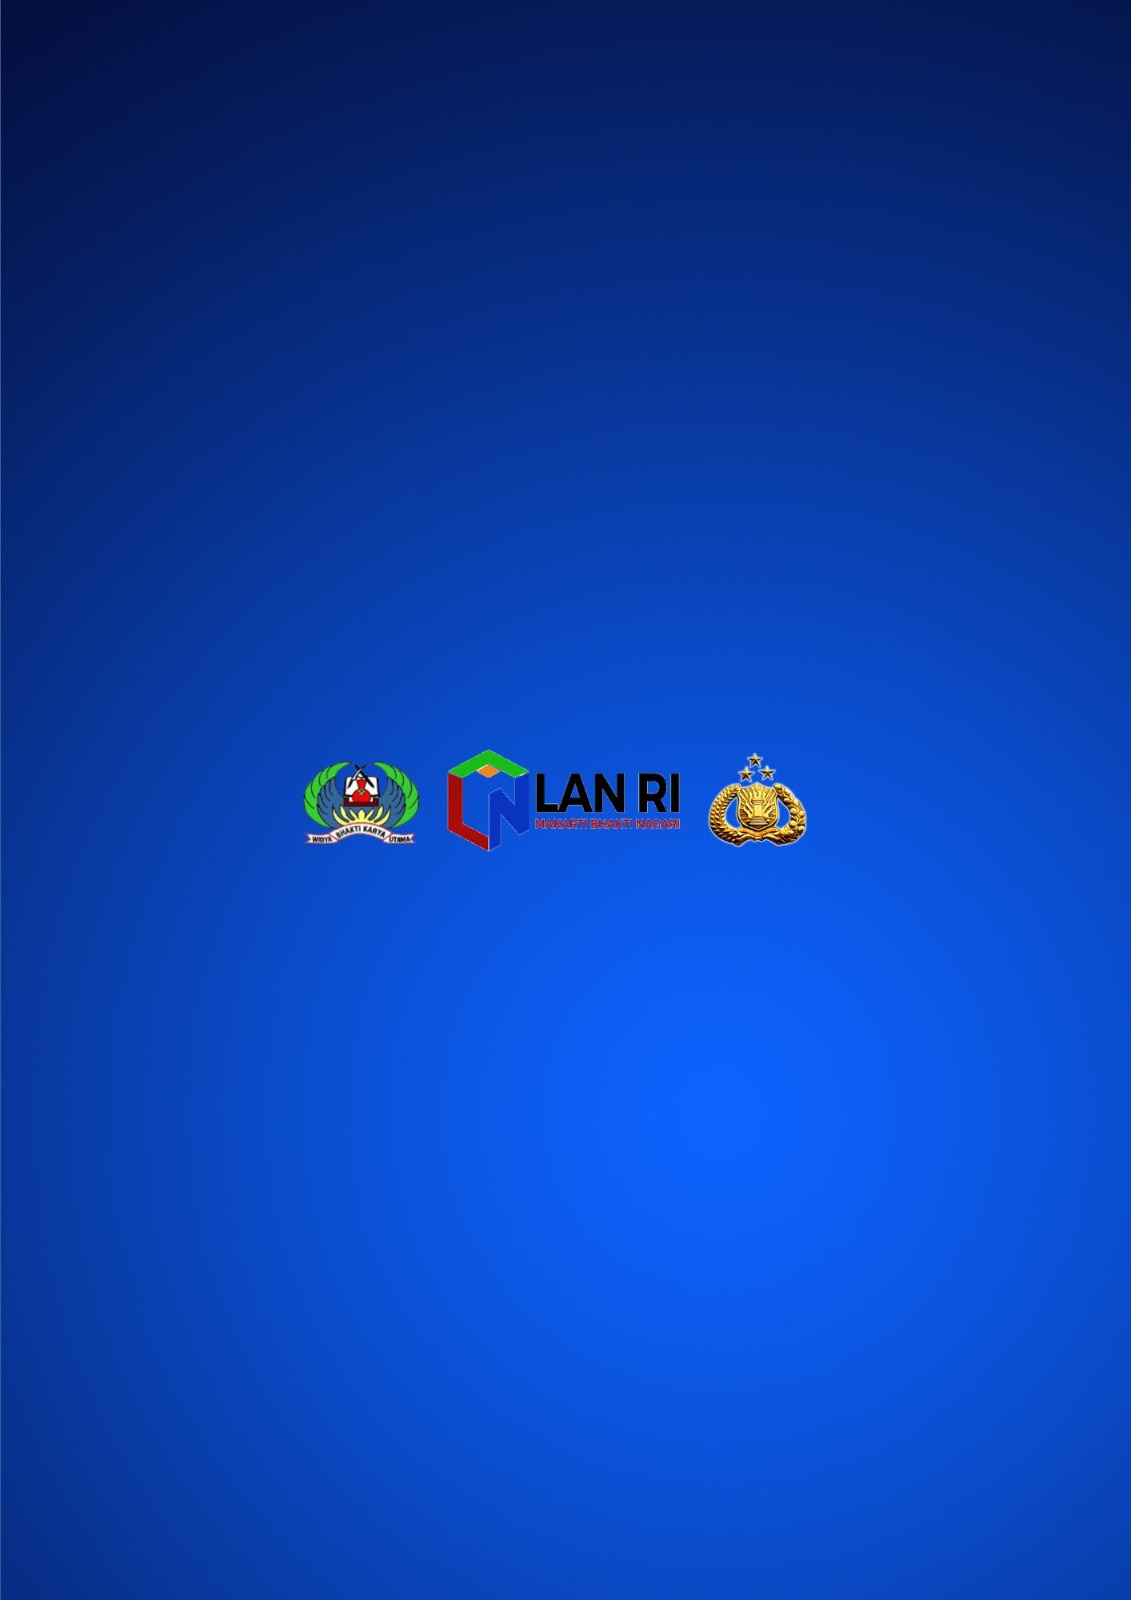 WIDYA BHAKTI KARYA UTAMA
LAN RI
MAKARTI BHAKTI NAGARI